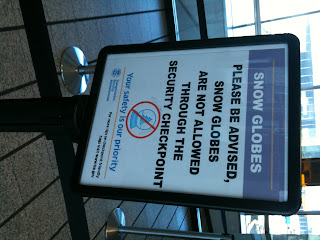 SNOW GLOBES
PLEASE BE ADVISED,
SNOW GLOBES
ARE NOT ALLOWED
THROUGH THE
SECURITY CHECKPOINT
Your safety is our priority